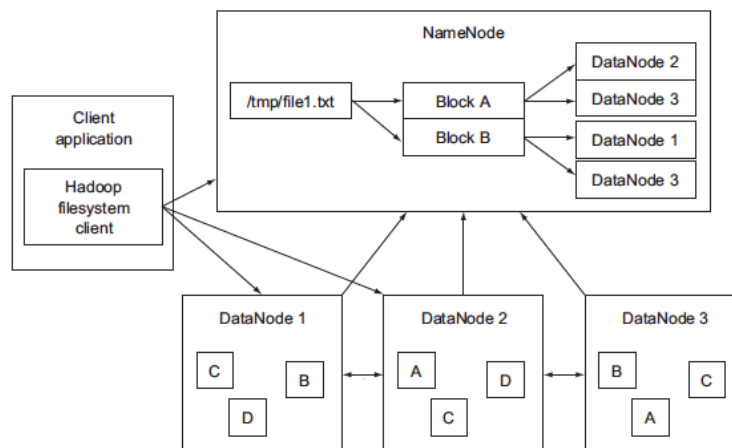 NameNode
/tmp/file1.txt
Block A
Block B
DataNode 2
DataNode 3
DataNode 1
DataNode 3
Client
application
Hadoop
filesystem
client
DataNode 1
C
B
D
DataNode 2
A
D
C
DataNode 3
B
C
A